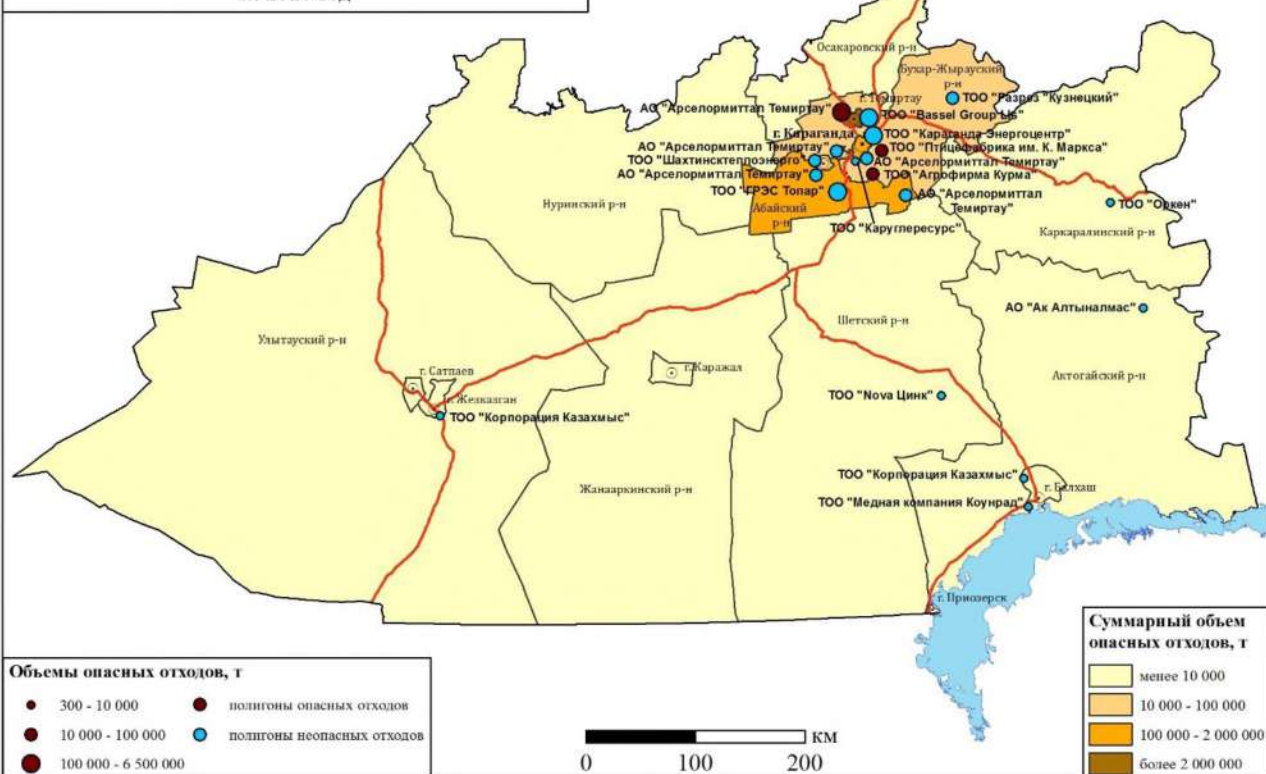 Осакаровский р-н
Бухар-Жырауский
р-н
ТОО "Разрез "Кузнецкий"
г. Темиртау
АО "Арселормиттал Темиртау"
ТОО "Bassel Group
г. Караганда
ТОО "Караганда Энергоцентр"
АО "Арселормиттал Темиртау"
ТОО "Птицефабрика им. К. Маркса"
ТОО "Шахтинсктеплоэнерго"
АО "Арселормиттал Темиртау"
АО "Арселормиттал Темиртау"
ТОО "Агрофирма Курма"
ТОО "ГРЭС Топар"
АО "Арселормиттал
Темиртау"
ТОО "Оркен"
Нуринский р-н
Абайский
р-н
ТОО "Каруглересурс"
Каркаралинский р-н
АО "Ак Алтыналмас"
Шетский р-н
Улытауский р-н
г. Сатпаев
г. Каражал
Актогайский р-н
г. Жезказган
ТОО "Nova Цинк"
ТОО "Корпорация Казахмыс"
ТОО "Корпорация Казахмыс"
г. Балхаш
Жанааркинский р-н
ТОО "Медная компания Коунрад"
г. Приозерск
Объемы опасных отходов, т
300 - 10 000
полигоны опасных отходов
10 000 - 100 000
полигоны неопасных отходов
100 000 - 6 500 000
км
0 100 200
Суммарный объем
опасных отходов, т
менее 10 000
10 000 - 100 000
100 000 - 2 000 000
более 2 000 000